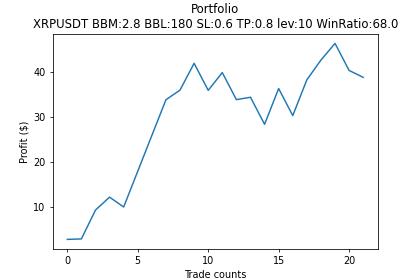 Portfolio
XRPUSDT BBM:2.8 BBL:180 SL:0.6 TP:0.8 lev:10 WinRatio:68.0
40
30
20
10
Profit ($)
0 5 10 15 20
Trade counts